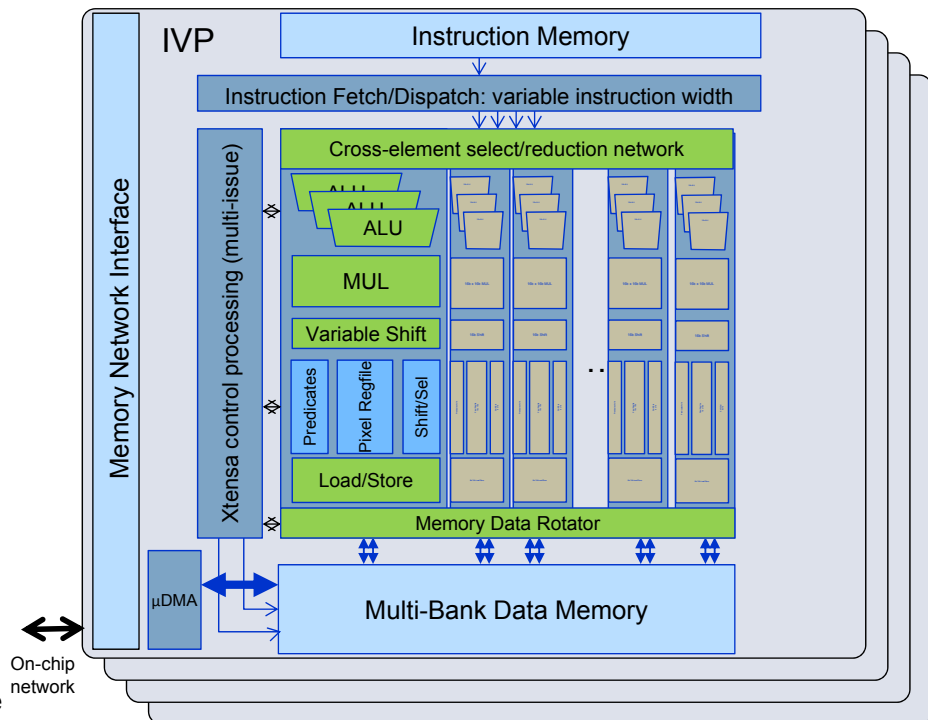 IVP
Instruction Memory
Instruction Fetch/Dispatch: variable instruction width
Cross-element select/reduction network
Memory Network Interface
Xtensa control processing (multi-issue)
ALU
ALU
ALU
MUL
Variable Shift
Predicates
Pixel Regfile
Shift/Sel
Load/Store
. .
Memory Data Rotator
µDMA
Multi-Bank Data Memory
On-chip
network
e